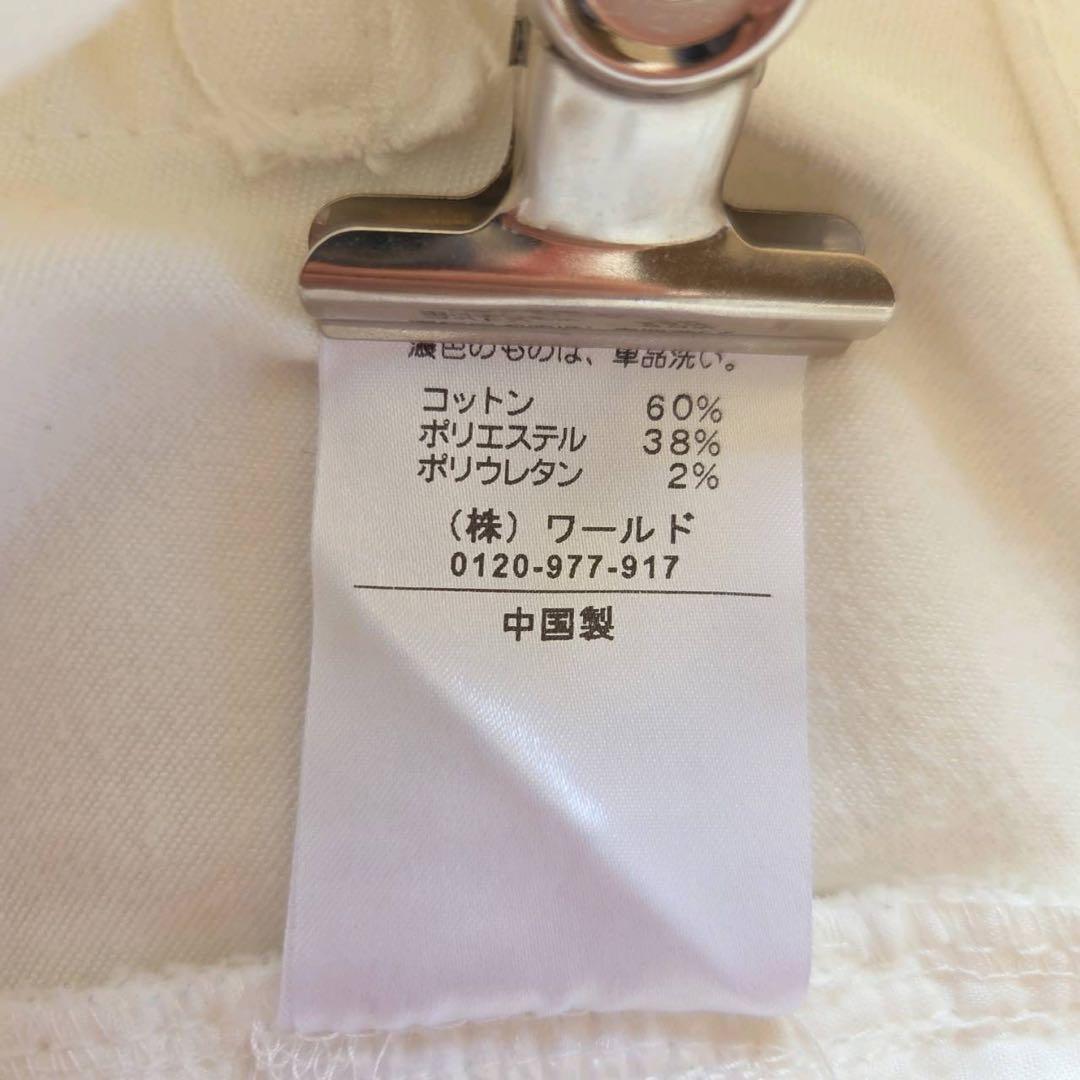 濃色のものは、単品洗い。
コットン 60%
ポリエステル 38%
ポリウレタン 2%
(株) ワールド
0120-977-917
中国製